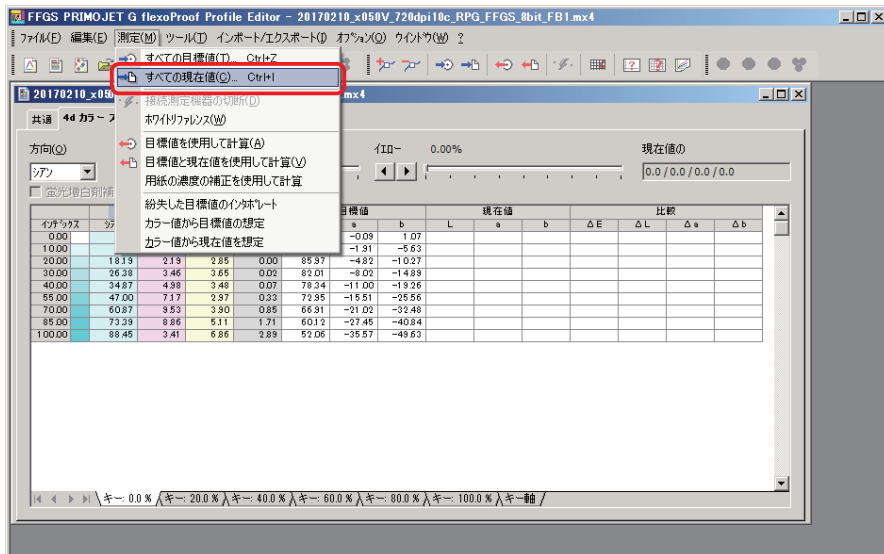 FFGS PRIMOJET G flexoProof Profile Editor - 20170210_x050V_720dpi10c_RPG_FFGS_8bit_FB1.mx4
ファイル(F) 編集(E) 測定(M) ツール(T) インポート/エクスポート(I) オプション(O) ウインドウ(W) ?
すべての目標値(T)... Ctrl+Z
すべての現在値(C)... Ctrl+I
接続測定機器の切断(D)
ホワイトリファレンス(W)
目標値を使用して計算(A)
目標値と現在値を使用して計算(V)
用紙の濃度の補正を使用して計算
紛失した目標値のインタポレート
カラー値から目標値の想定
カラー値から現在値を想定
20170210_x05 mx4
共通 4d カラース
方向(O) イエロー 0.00% 現在値の
シアン 0.0 / 0.0 / 0.0 / 0.0
蛍光増白剤補
目標値 現在値 比較
インデックス シア a b L a b ΔE ΔL Δa Δb
0.00 -0.09 1.07
10.00 -1.91 -5.63
20.00 18.19 2.19 2.85 0.00 85.97 -4.82 -10.27
30.00 26.38 3.46 3.65 0.02 82.01 -8.02 -14.89
40.00 34.87 4.98 3.48 0.07 78.34 -11.00 -19.26
55.00 47.00 7.17 2.97 0.33 72.95 -15.51 -25.56
70.00 60.87 9.53 3.90 0.85 66.91 -21.02 -32.48
85.00 73.39 8.86 5.11 1.71 60.12 -27.45 -40.84
100.00 88.45 3.41 6.86 2.89 52.06 -35.57 -49.63
キー: 0.0 % キー: 20.0 % キー: 40.0 % キー: 60.0 % キー: 80.0 % キー: 100.0 % キー軸